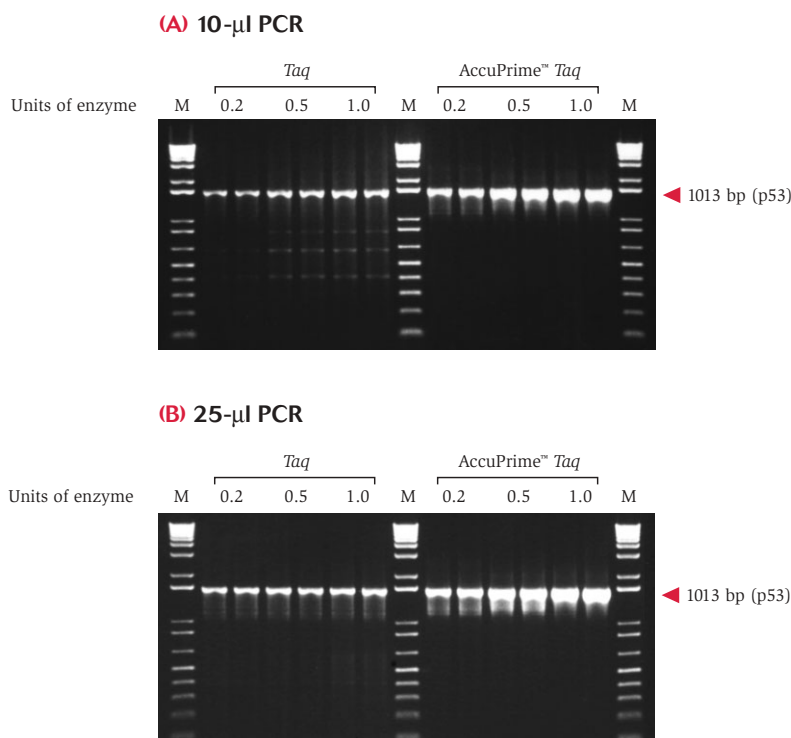 (A) 10-µl PCR
Taq AccuPrime™ Taq
Units of enzyme M 0.2 0.5 1.0 M 0.2 0.5 1.0 M
1013 bp (p53)
(B) 25-µl PCR
Taq AccuPrime™ Taq
Units of enzyme M 0.2 0.5 1.0 M 0.2 0.5 1.0 M
1013 bp (p53)